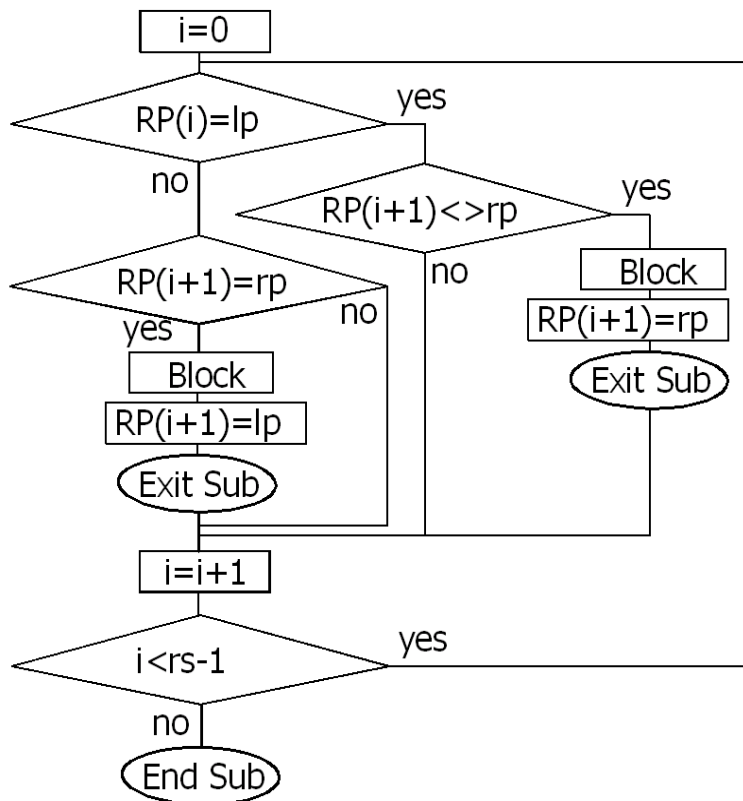 i=0
RP(i)=lp
yes
no
RP(i+1)<>rp
yes
no
Block
RP(i+1)=rp
Exit Sub
RP(i+1)=rp
no
yes
Block
RP(i+1)=lp
Exit Sub
i=i+1
i<rs-1
yes
no
End Sub